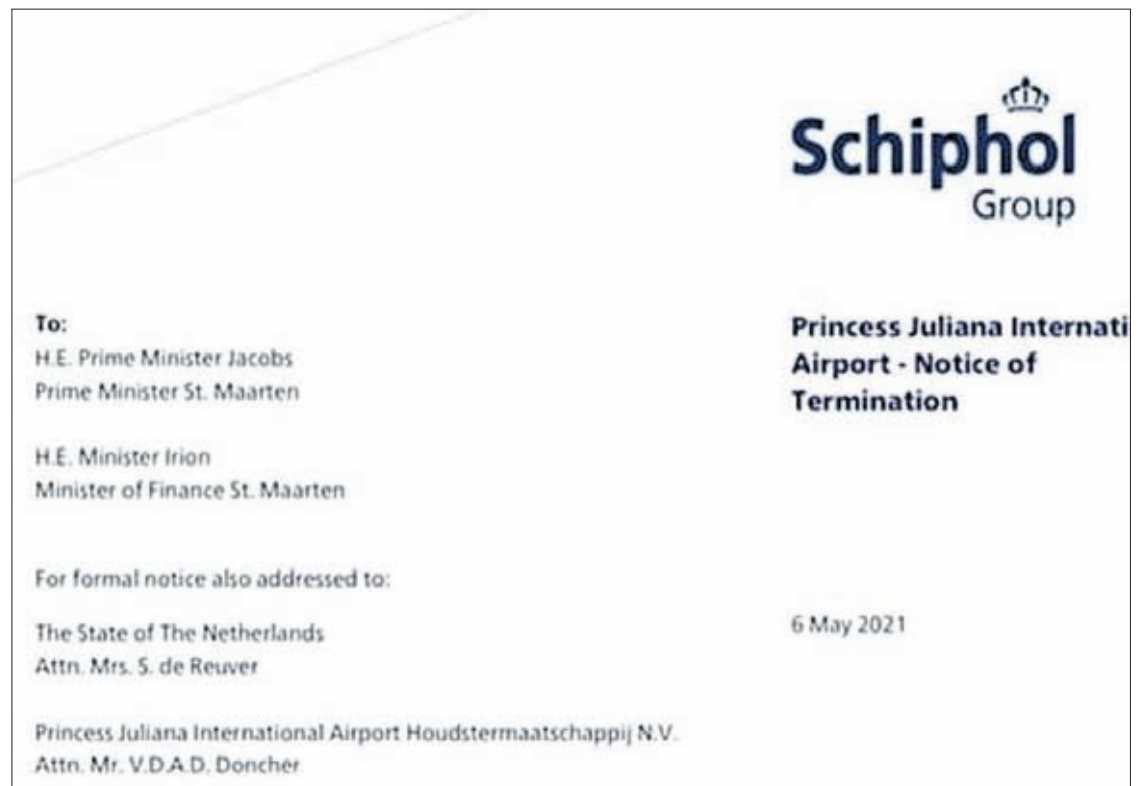 Schiphol
Group
To:
H.E. Prime Minister Jacobs
Prime Minister St. Maarten
H.E. Minister Irion
Minister of Finance St. Maarten
For formal notice also addressed to:
The State of The Netherlands
Attn. Mrs. S. de Reuver
Princess Juliana International Airport Houdstermaatschappij N.V.
Attn. Mr. V.D.A.D. Doncher
Princess Juliana Internati
Airport - Notice of
Termination
6 May 2021